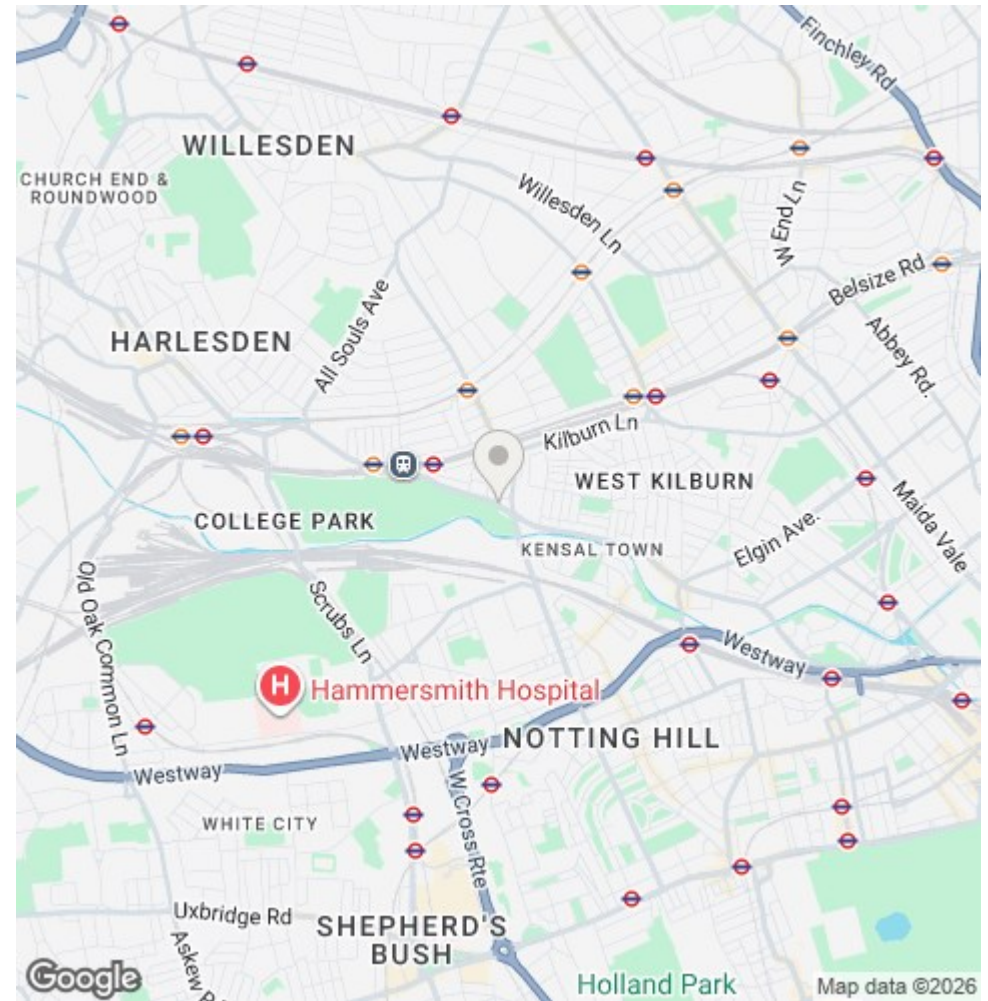 Finchley Rd
WILLESDEN
CHURCH END &
ROUNDWOOD
Willesden Ln
W End Ln
Belsize Rd
All Souls Ave
HARLESDEN
Abbey Rd.
Kilburn Ln
WEST KILBURN
Maida Vale
COLLEGE PARK
KENSAL TOWN
Elgin Ave.
Old Oak Common Ln
Scrubs Ln
Westway
H
Hammersmith Hospital
NOTTING HILL
Westway
Westway
W Cross Rte
WHITE CITY
Uxbridge Rd
SHEPHERD'S
BUSH
Askew
Holland Park
Google
Map data ©2026